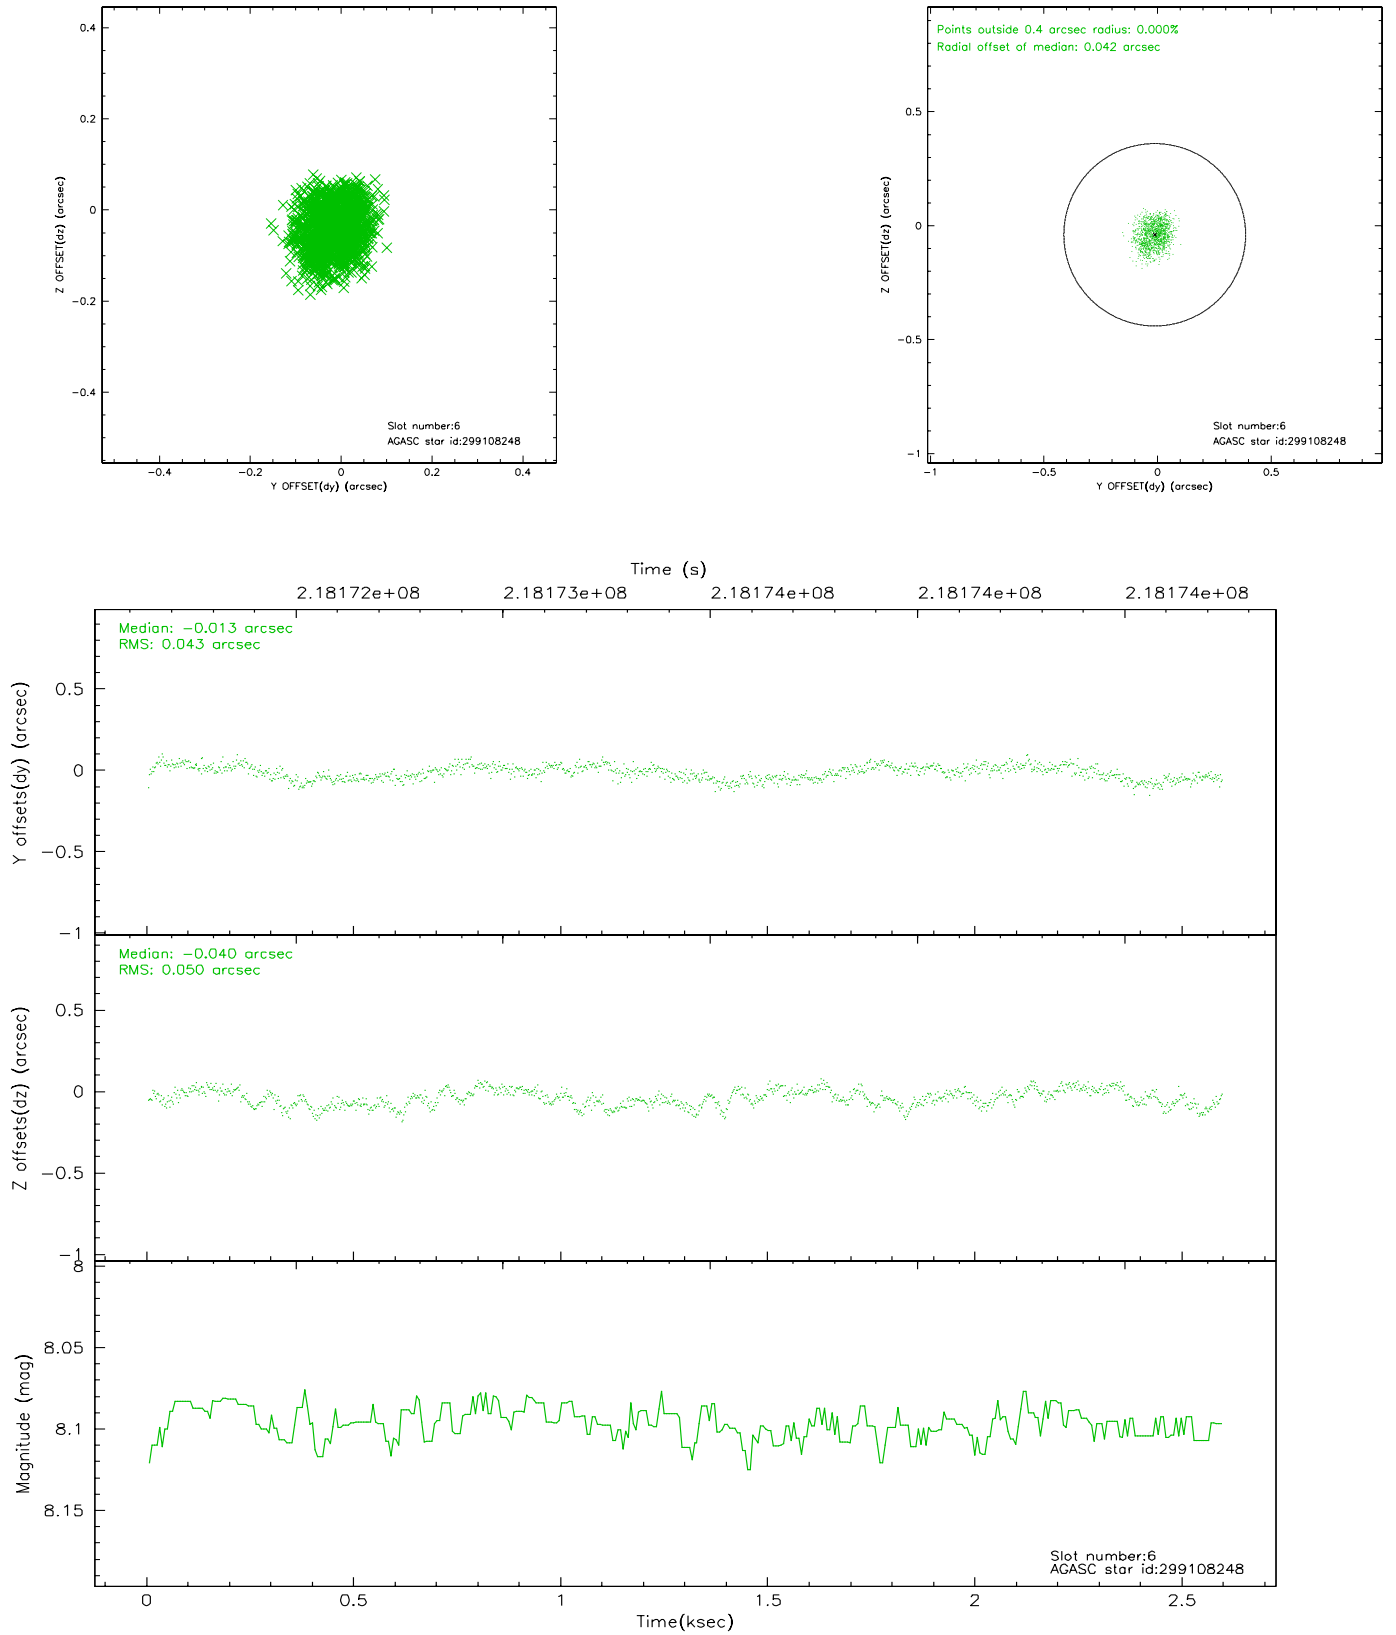 0.4
0.2
0
−0.2
−0.4
Z OFFSET(dz) (arcsec)
Slot number:6
AGASC star id:299108248
−0.4 −0.2 0 0.2 0.4
Y OFFSET(dy) (arcsec)
Points outside 0.4 arcsec radius: 0.000%
Radial offset of median: 0.042 arcsec
0.5
0
−0.5
−1
Z OFFSET(dz) (arcsec)
Slot number:6
AGASC star id:299108248
−1 −0.5 0 0.5
Y OFFSET(dy) (arcsec)
Time (s)
2.18172e+08 2.18173e+08 2.18174e+08 2.18174e+08 2.18174e+08
Median: −0.013 arcsec
RMS: 0.043 arcsec
0.5
0
−0.5
−1
Y offsets(dy) (arcsec)
Median: −0.040 arcsec
RMS: 0.050 arcsec
0.5
0
−0.5
−1
Z offsets(dz) (arcsec)
8
8.05
8.1
8.15
Magnitude (mag)
Slot number:6
AGASC star id:299108248
0 0.5 1 1.5 2 2.5
Time(ksec)